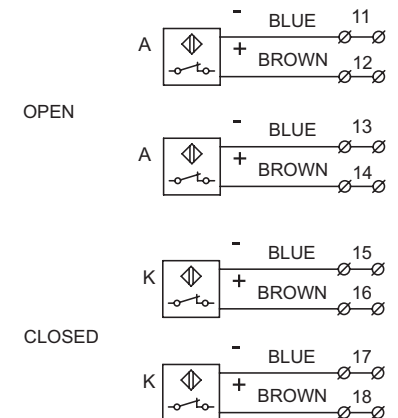 - BLUE 11
A
+ BROWN 12
OPEN
- BLUE 13
A
+ BROWN 14
- BLUE 15
K
+ BROWN 16
CLOSED
- BLUE 17
K
+ BROWN 18